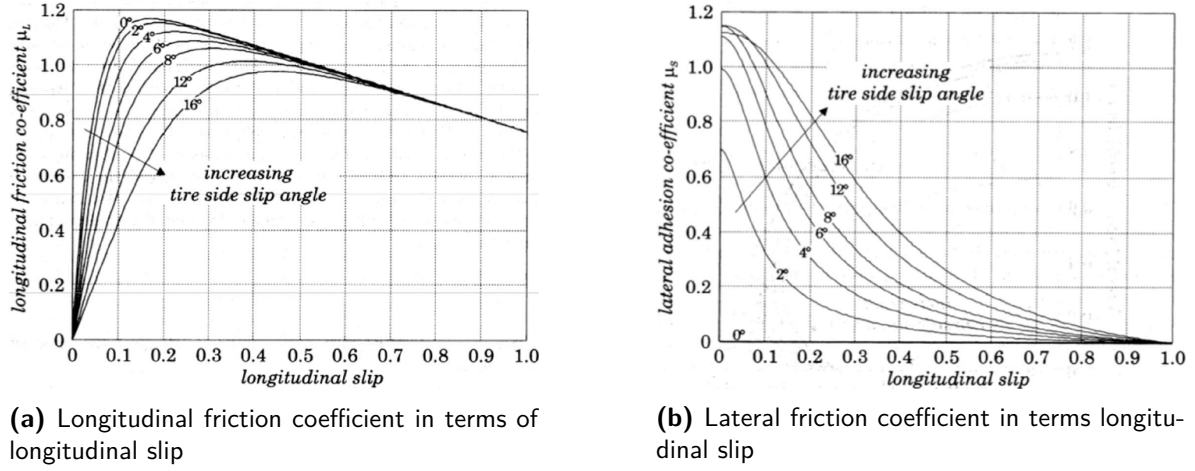 1.2
1.0
0.8
0.6
0.4
0.2
0
longitudinal friction co-efficient μL
0°
2°
4°
6°
8°
12°
16°
increasing
tire side slip angle
0 0.1 0.2 0.3 0.4 0.5 0.6 0.7 0.8 0.9 1.0
longitudinal slip
(a) Longitudinal friction coefficient in terms of
longitudinal slip
1.2
1.0
0.8
0.6
0.4
0.2
0
lateral adhesion co-efficient μs
increasing
tire side slip angle
16°
12°
8°
6°
4°
2°
0°
0 0.1 0.2 0.3 0.4 0.5 0.6 0.7 0.8 0.9 1.0
longitudinal slip
(b) Lateral friction coefficient in terms longitu-
dinal slip